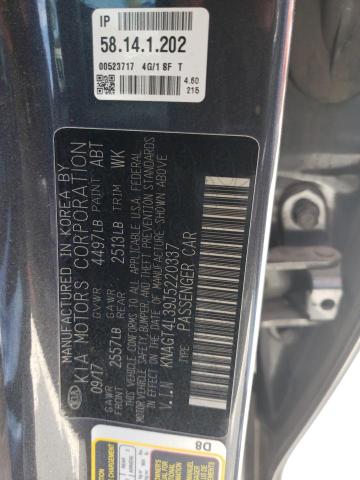 IP
58.14.1.202
00523717 4G/1 8F T
4.60
215
MANUFACTURED IN KOREA BY
KIA MOTORS CORPORATION
09/17 GVWR 4497LB PAINT ABT
GAWR FRONT 2557LB GAWR REAR 2513LB TRIM WK
THIS VEHICLE CONFORMS TO ALL APPLICABLE U.S.A. FEDERAL
MOTOR VEHICLE SAFETY, BUMPER, AND THEFT PREVENTION STANDARDS
IN EFFECT ON THE DATE OF MANUFACTURE SHOWN ABOVE
V.I.N KNAGT4L39J5220937
TYPE: PASSENGER CAR
KIA
D8